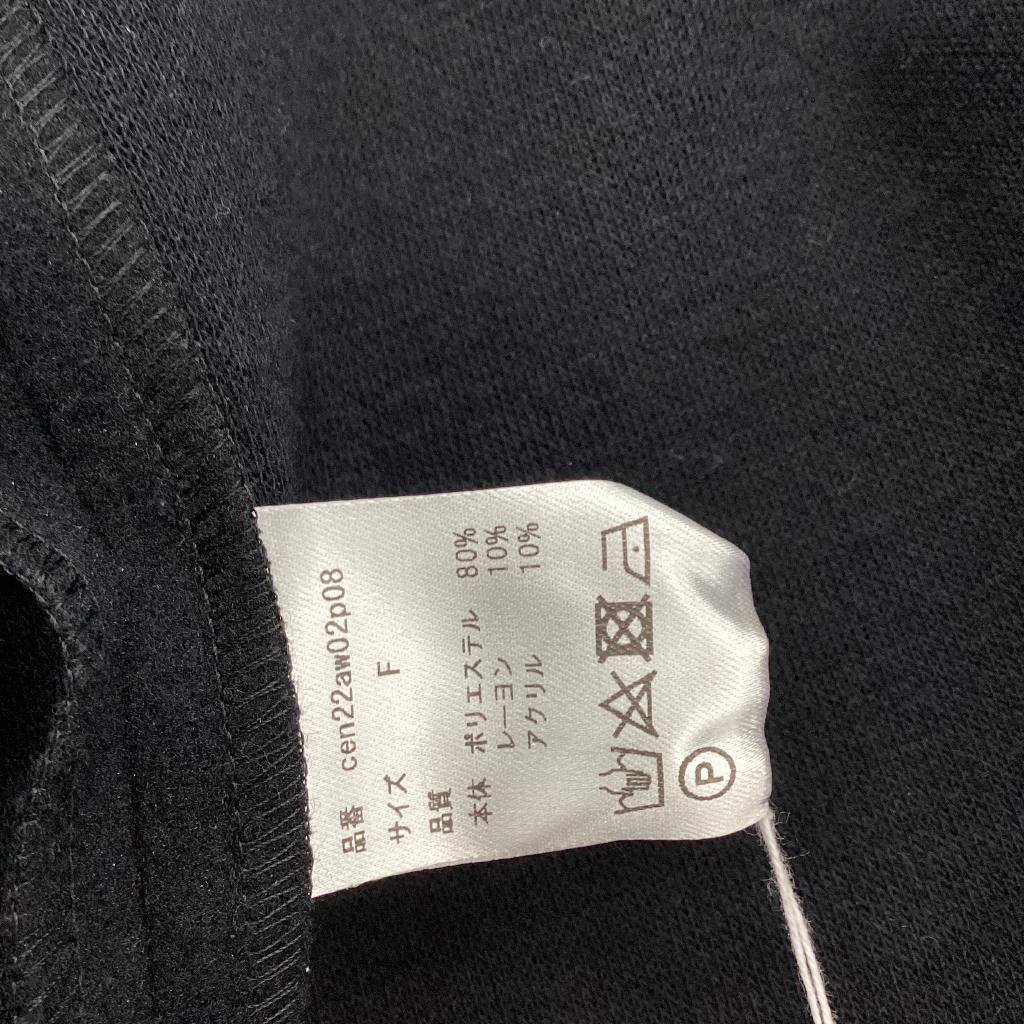 品番 cen22aw02p08
サイズ F
品質
本体 ポリエステル 80%
レーヨン 10%
アクリル 10%
P